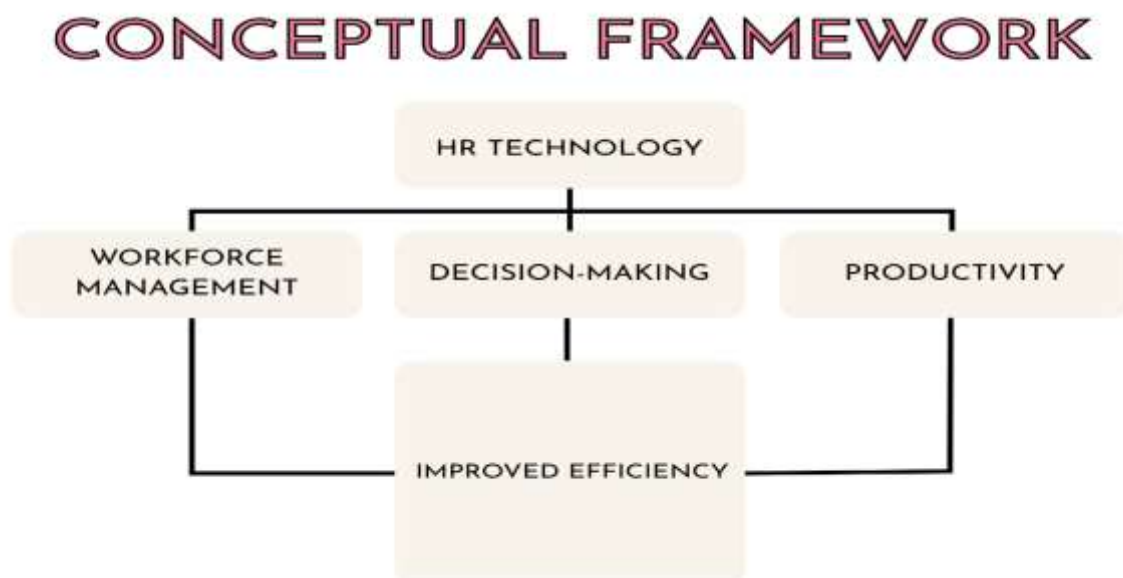 CONCEPTUAL FRAMEWORK
HR TECHNOLOGY
WORKFORCE
MANAGEMENT
DECISION-MAKING
PRODUCTIVITY
IMPROVED EFFICIENCY